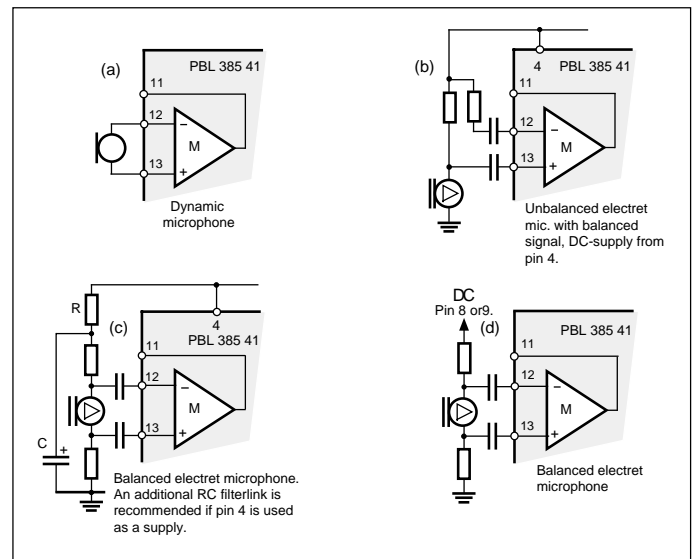 (a)
PBL 385 41
11
12
−
M
13
+
Dynamic
microphone
(b)
4
PBL 385 41
11
12
−
M
13
+
Unbalanced electret
mic. with balanced
signal, DC-supply from
pin 4.
R
(c)
4
PBL 385 41
11
12
−
M
13
+
C
+
Balanced electret microphone.
An additional RC filterlink is
recommended if pin 4 is used
as a supply.
DC
Pin 8 or9.
(d)
PBL 385 41
11
12
−
M
13
+
Balanced electret
microphone